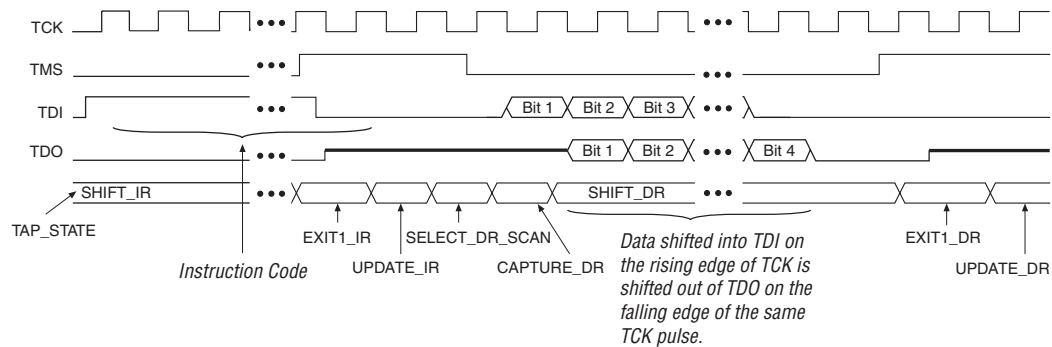 TCK
TMS
TDI
Bit 1 Bit 2 Bit 3
TDO
Bit 1 Bit 2 Bit 4
SHIFT_IR SHIFT_DR
TAP_STATE
EXIT1_IR SELECT_DR_SCAN EXIT1_DR
UPDATE_IR CAPTURE_DR UPDATE_DR
Instruction Code
Data shifted into TDI on
the rising edge of TCK is
shifted out of TDO on the
falling edge of the same
TCK pulse.